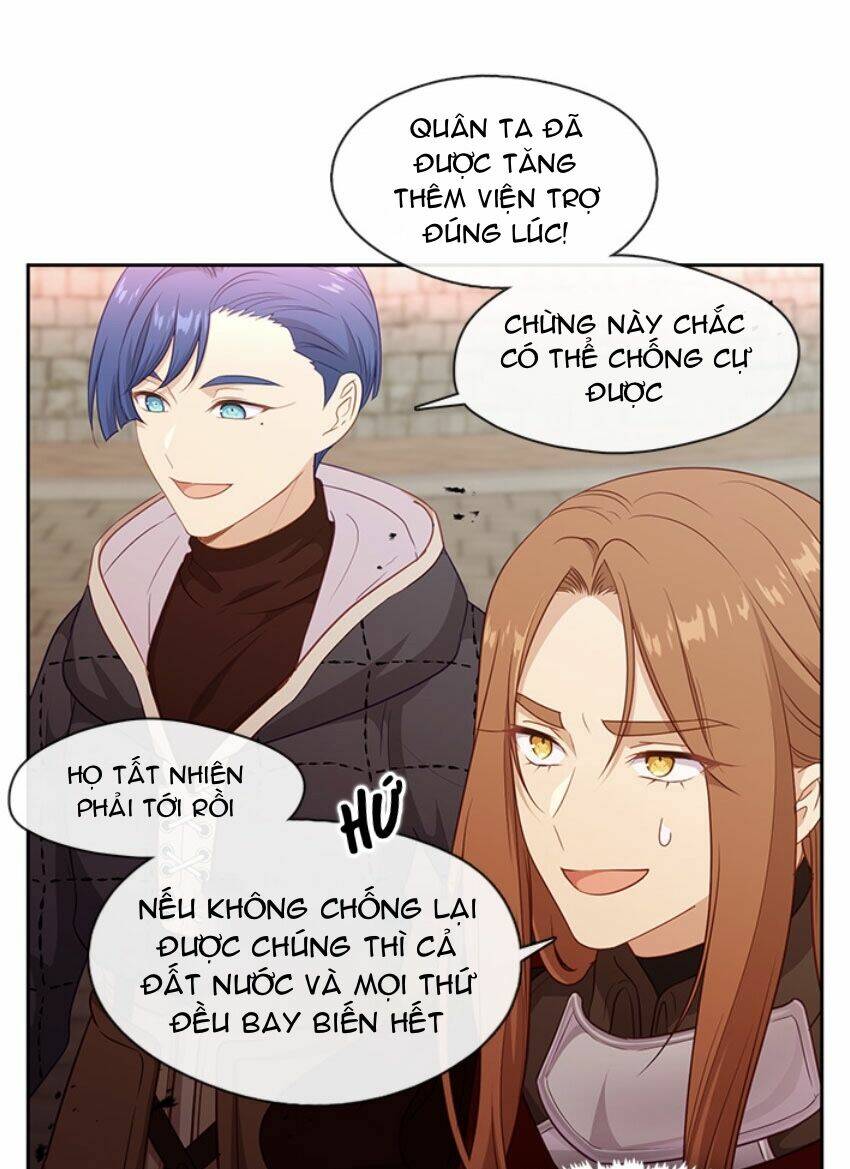 QUÂN TA ĐÃ
ĐƯỢC TĂNG
THÊM VIỆN TRỢ
ĐÚNG LÚC!
CHỪNG NÀY CHẮC
CÓ THỂ CHỐNG CỰ
ĐƯỢC
HỌ TẤT NHIÊN
PHẢI TỚI RỒI
HỨ
NẾU KHÔNG CHỐNG LẠI
ĐƯỢC CHÚNG THÌ CẢ
ĐẤT NƯỚC VÀ MỌI THỨ
ĐỀU BAY BIẾN HẾT